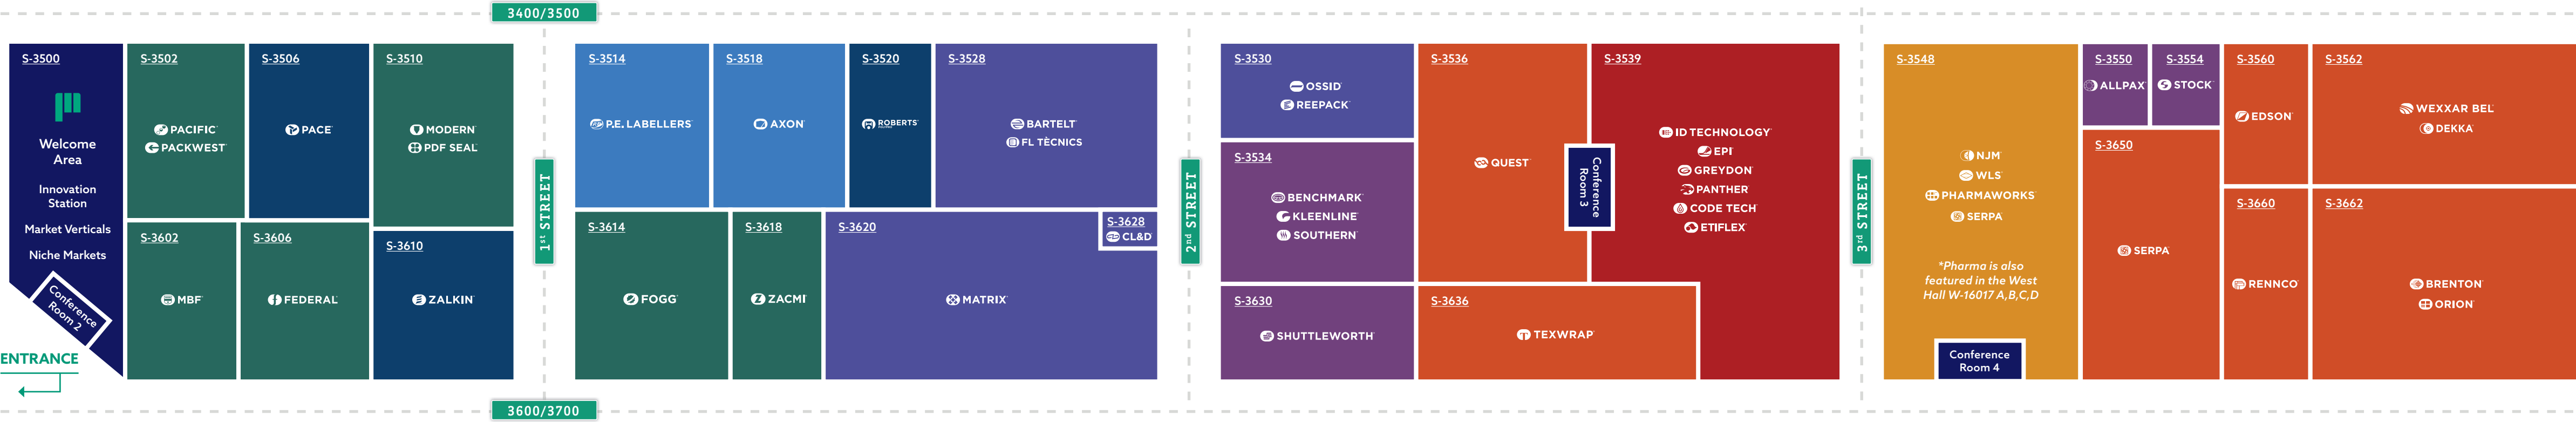 3400/3500
S-3500
Welcome
Area
Innovation
Station
Market Verticals
Niche Markets
Conference
Room 2
ENTRANCE
S-3502
PACIFIC
PACKWEST
S-3506
PACE
S-3510
MODERN
PDF SEAL
S-3602
MBF
S-3606
FEDERAL
S-3610
ZALKIN
1st STREET
S-3514
P.E. LABELLERS
S-3518
AXON
S-3520
ROBERTS
S-3528
BARTELT
FL TÈCNICS
S-3614
FOGG
S-3618
ZACMI
S-3620
MATRIX
S-3628
CL&D
2nd STREET
S-3530
OSSID
REEPACK
S-3534
BENCHMARK
KLEENLINE
SOUTHERN
S-3630
SHUTTLEWORTH
S-3536
QUEST
Conference
Room 3
S-3636
TEXWRAP
S-3539
ID TECHNOLOGY
EPI
GREYDON
PANTHER
CODE TECH
ETIFLEX
3rd STREET
S-3548
NJM
WLS
PHARMAWORKS
SERPA
*Pharma is also
featured in the West
Hall W-16017 A,B,C,D
Conference
Room 4
S-3550
ALLPAX
S-3554
STOCK
S-3650
SERPA
S-3560
EDSON
S-3660
RENNCO
S-3562
WEXXAR BEL
DEKKA
S-3662
BRENTON
ORION
3600/3700